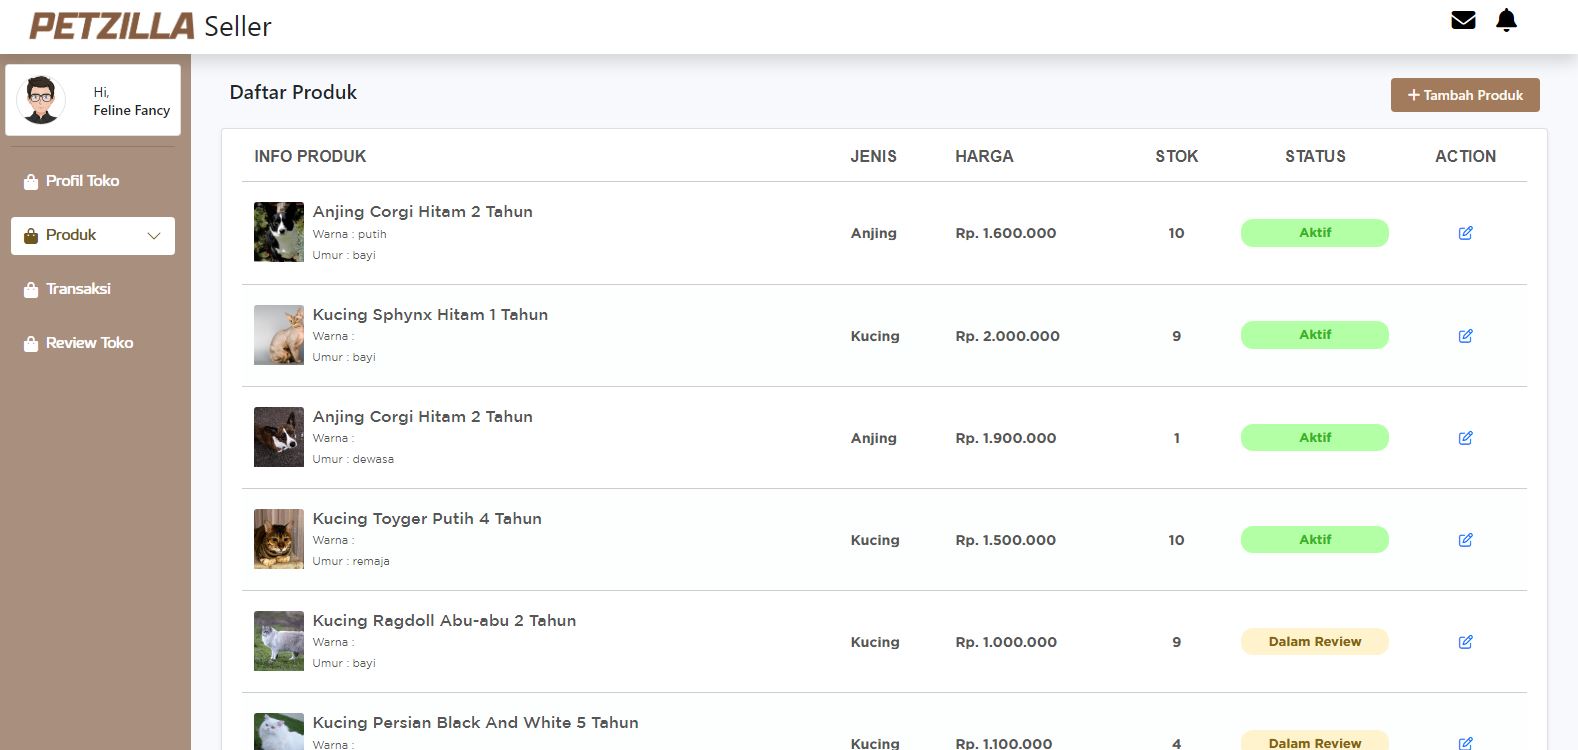 PETZILLA Seller
Hi,
Feline Fancy
Profil Toko
Produk
Transaksi
Review Toko
Daftar Produk
Tambah Produk
INFO PRODUK JENIS HARGA STOK STATUS ACTION
Anjing Corgi Hitam 2 Tahun
Warna : putih
Umur : bayi
Anjing Rp. 1.600.000 10 Aktif
Kucing Sphynx Hitam 1 Tahun
Warna :
Umur : bayi
Kucing Rp. 2.000.000 9 Aktif
Anjing Corgi Hitam 2 Tahun
Warna :
Umur : dewasa
Anjing Rp. 1.900.000 1 Aktif
Kucing Toyger Putih 4 Tahun
Warna :
Umur : remaja
Kucing Rp. 1.500.000 10 Aktif
Kucing Ragdoll Abu-abu 2 Tahun
Warna :
Umur : bayi
Kucing Rp. 1.000.000 9 Dalam Review
Kucing Persian Black And White 5 Tahun
Warna :
Kucing Rp. 1.100.000 4 Dalam Review